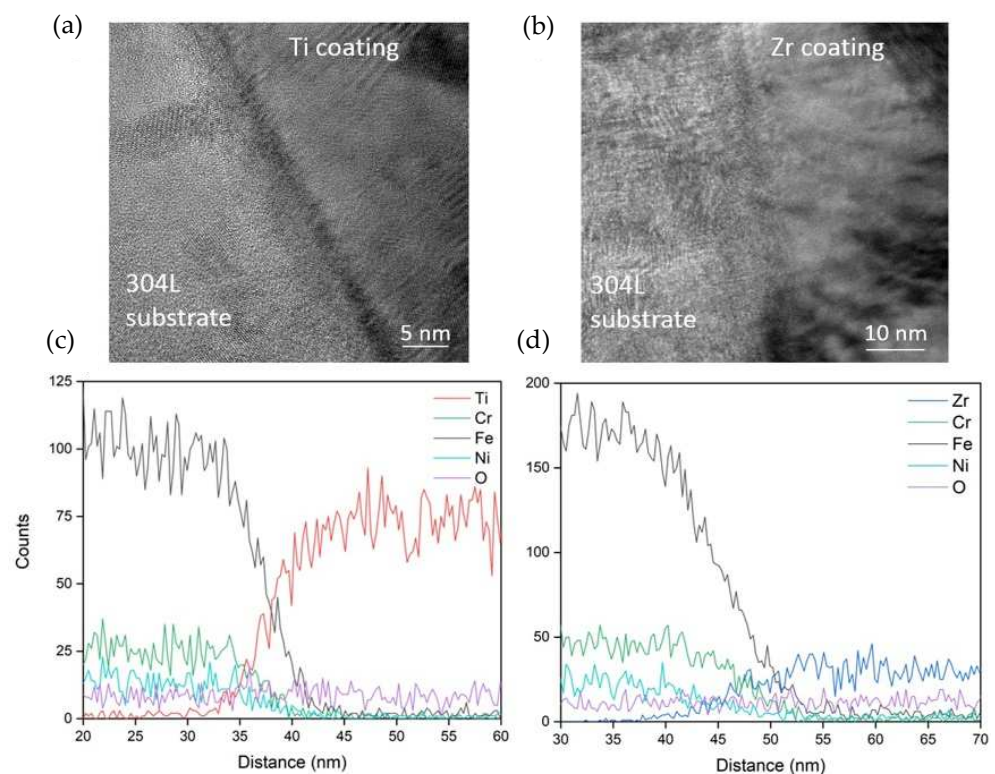 (a)
Ti coating
304L
substrate
5 nm
(b)
Zr coating
304L
substrate
10 nm
(c)
125
100
75
50
25
0
Counts
20 25 30 35 40 45 50 55 60
Distance (nm)
Ti
Cr
Fe
Ni
O
(d)
200
150
100
50
0
30 35 40 45 50 55 60 65 70
Distance (nm)
Zr
Cr
Fe
Ni
O